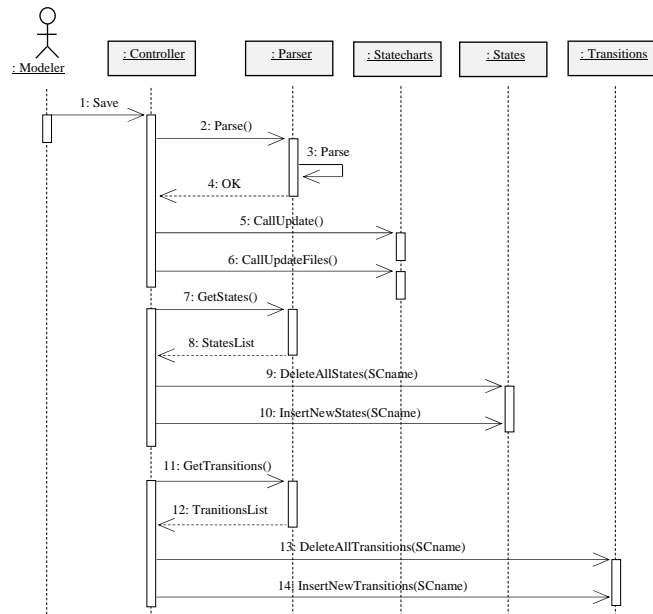 : Modeler
: Controller
: Parser
: Statecharts
: States
: Transitions
1: Save
2: Parse()
3: Parse
4: OK
5: CallUpdate()
6: CallUpdateFiles()
7: GetStates()
8: StatesList
9: DeleteAllStates(SCname)
10: InsertNewStates(SCname)
11: GetTransitions()
12: TranitionsList
13: DeleteAllTransitions(SCname)
14: InsertNewTransitions(SCname)